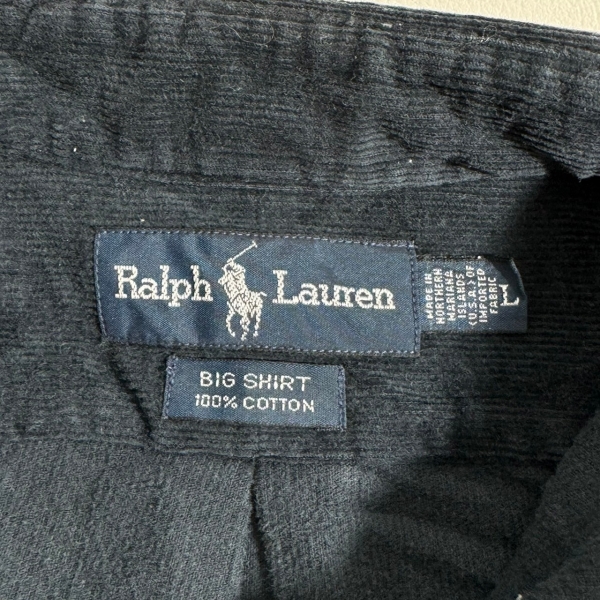 Ralph Lauren
MADE IN
NORTHERN
MARIANA
ISLANDS
(U.S.A.) OF
IMPORTED
FABRIC
L
BIG SHIRT
100% COTTON